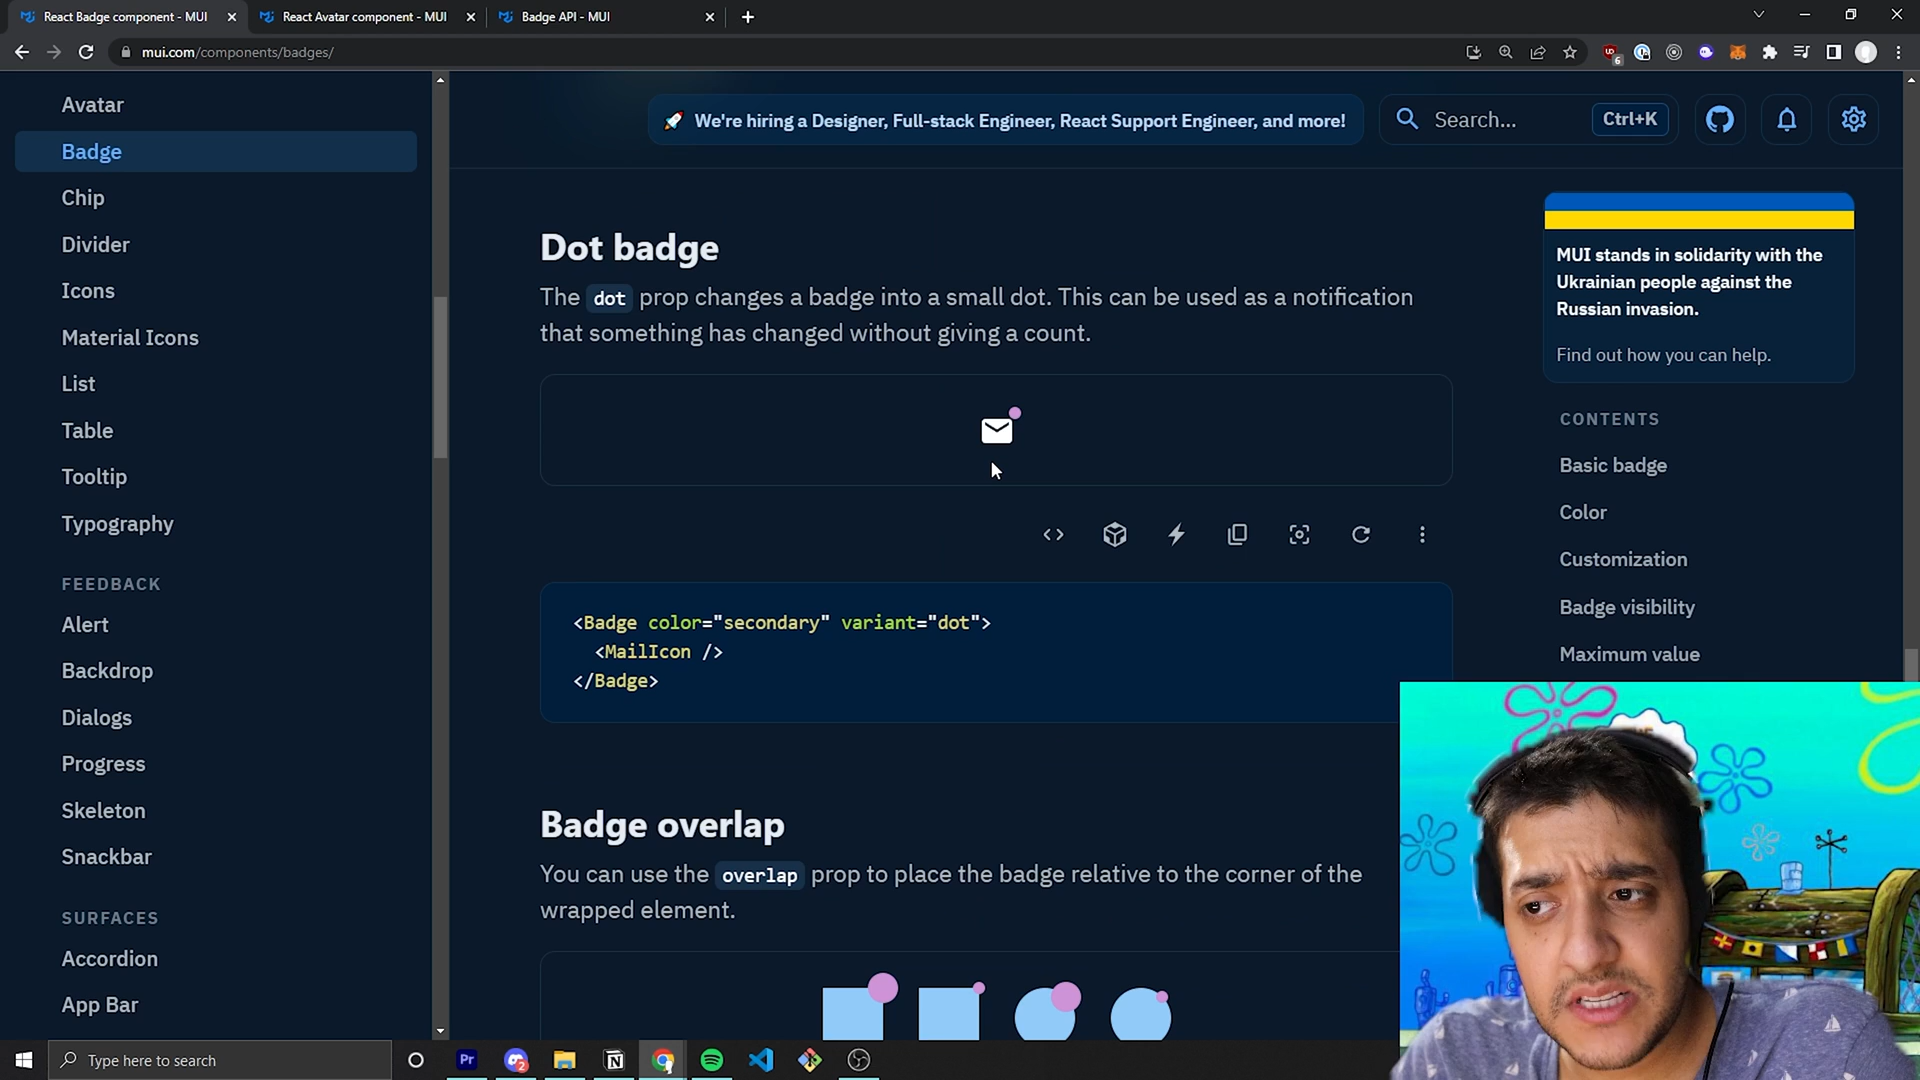 React Badge component - MUI
React Avatar component - MUI
Badge API - MUI
mui.com/components/badges/
6
Avatar
Badge
Chip
Divider
Icons
Material Icons
List
Table
Tooltip
Typography
FEEDBACK
Alert
Backdrop
Dialogs
Progress
Skeleton
Snackbar
SURFACES
Accordion
App Bar
🚀 We're hiring a Designer, Full-stack Engineer, React Support Engineer, and more!
Search...
Ctrl+K
Dot badge
The dot prop changes a badge into a small dot. This can be used as a notification
that something has changed without giving a count.
<Badge color="secondary" variant="dot">
<MailIcon />
</Badge>
Badge overlap
You can use the overlap prop to place the badge relative to the corner of the
wrapped element.
MUI stands in solidarity with the
Ukrainian people against the
Russian invasion.
Find out how you can help.
CONTENTS
Basic badge
Color
Customization
Badge visibility
Maximum value
Type here to search
Pr
2